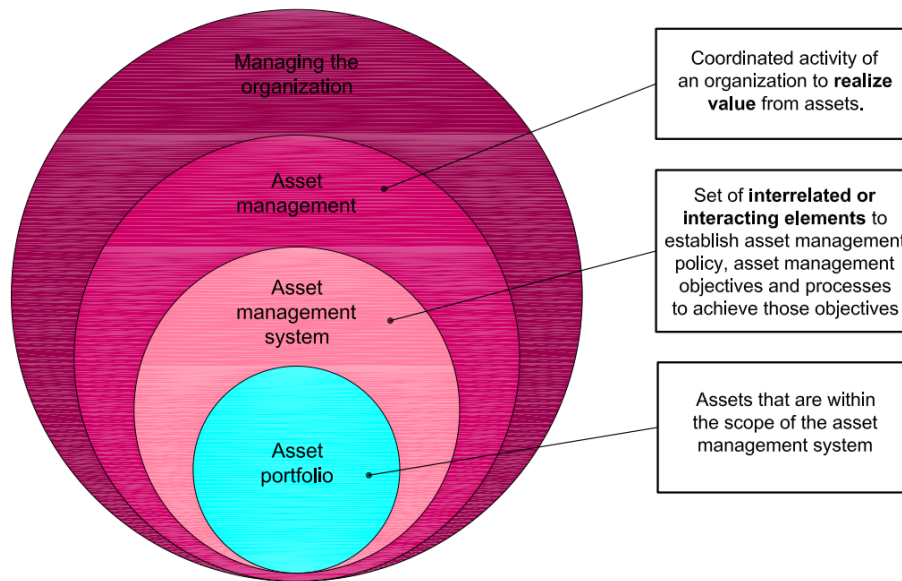 Managing the
organization
Asset
management
Asset
management
system
Asset
portfolio
Coordinated activity of
an organization to realize
value from assets.
Set of interrelated or
interacting elements to
establish asset management
policy, asset management
objectives and processes
to achieve those objectives
Assets that are within
the scope of the asset
management system